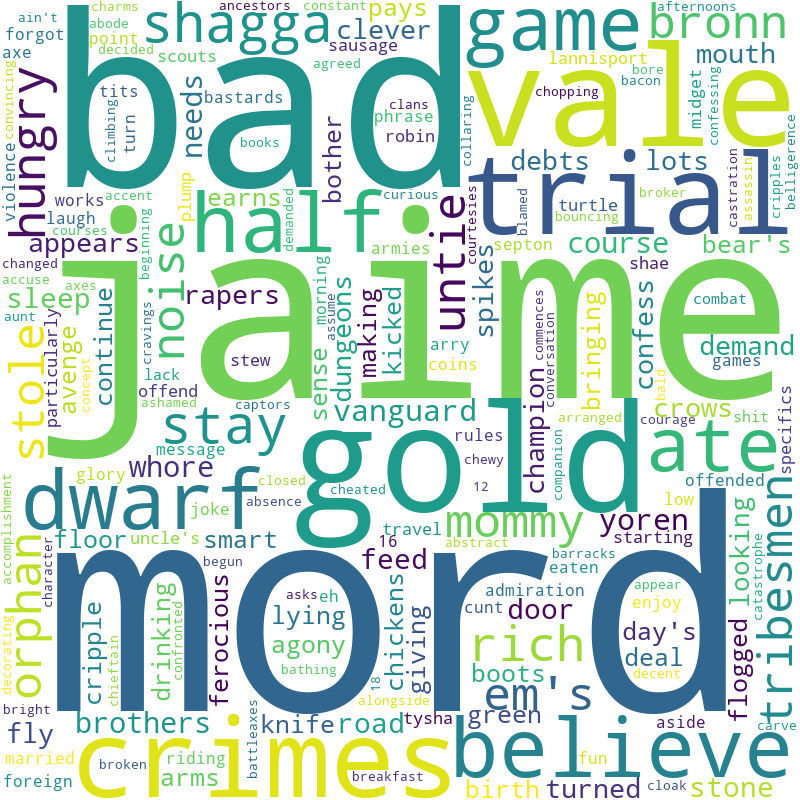 ain't
charms
ancestors
constant
pays
afternoons
forgot
abode
point
decided
shagga
clever
game
bronn
axe
scouts
agreed
sausage
lannisport
mouth
convincing
bad
vale
hungry
tits
turn
climbing
needs
bastards
books
bother
clans
phrase
robin
collaring
chopping
bore
bacon
midget
confessing
violence
works
laugh
courses
accent
plump
learns
half
demanded
curious
courtesies
trial
debts
lots
turtle
bouncing
blamed
broker
castration
assassin
cripples
belligerence
appears
changed
accuse
axes
aunt
beginning
noise
armies
untie
septon
course
bear's
spikes
shae
jaime
sleep
avenge
continue
rapers
morning
assume
dungeons
making
kicked
arry
coins
commences
conversation
confess
combat
demand
games
stole
particularly
concept
cravings
lack
offend
ashamed
stew
sense
captors
champion
bringing
arranged
bald
courage
crows
shit
stay
vanguard
gold
ate
message
whore
rules
chewy
12
companion
specifics
dwarf
glory
closed
joke
absence
cheated
offended
low
tribesmen
orphan
accomplishment
character
floor
uncle's
smart
begun
16
travel
mommy
abstract
yoren
starting
looking
catastrophe
mord
feed
eaten
barracks
appear
asks
eh
admiration
door
enjoy
cripple
drinking
ferocious
lying
chickens
giving
cunt
rich
day's
agony
deal
decorating
chieftain
confronted
bathing
18
alongside
boots
em's
decent
flogged
bright
fly
brothers
knife
road
tysha
green
aside
carve
married
crimes
battleaxes
believe
fun
cloak
foreign
broken
riding
arms
breakfast
birth
turned
stone